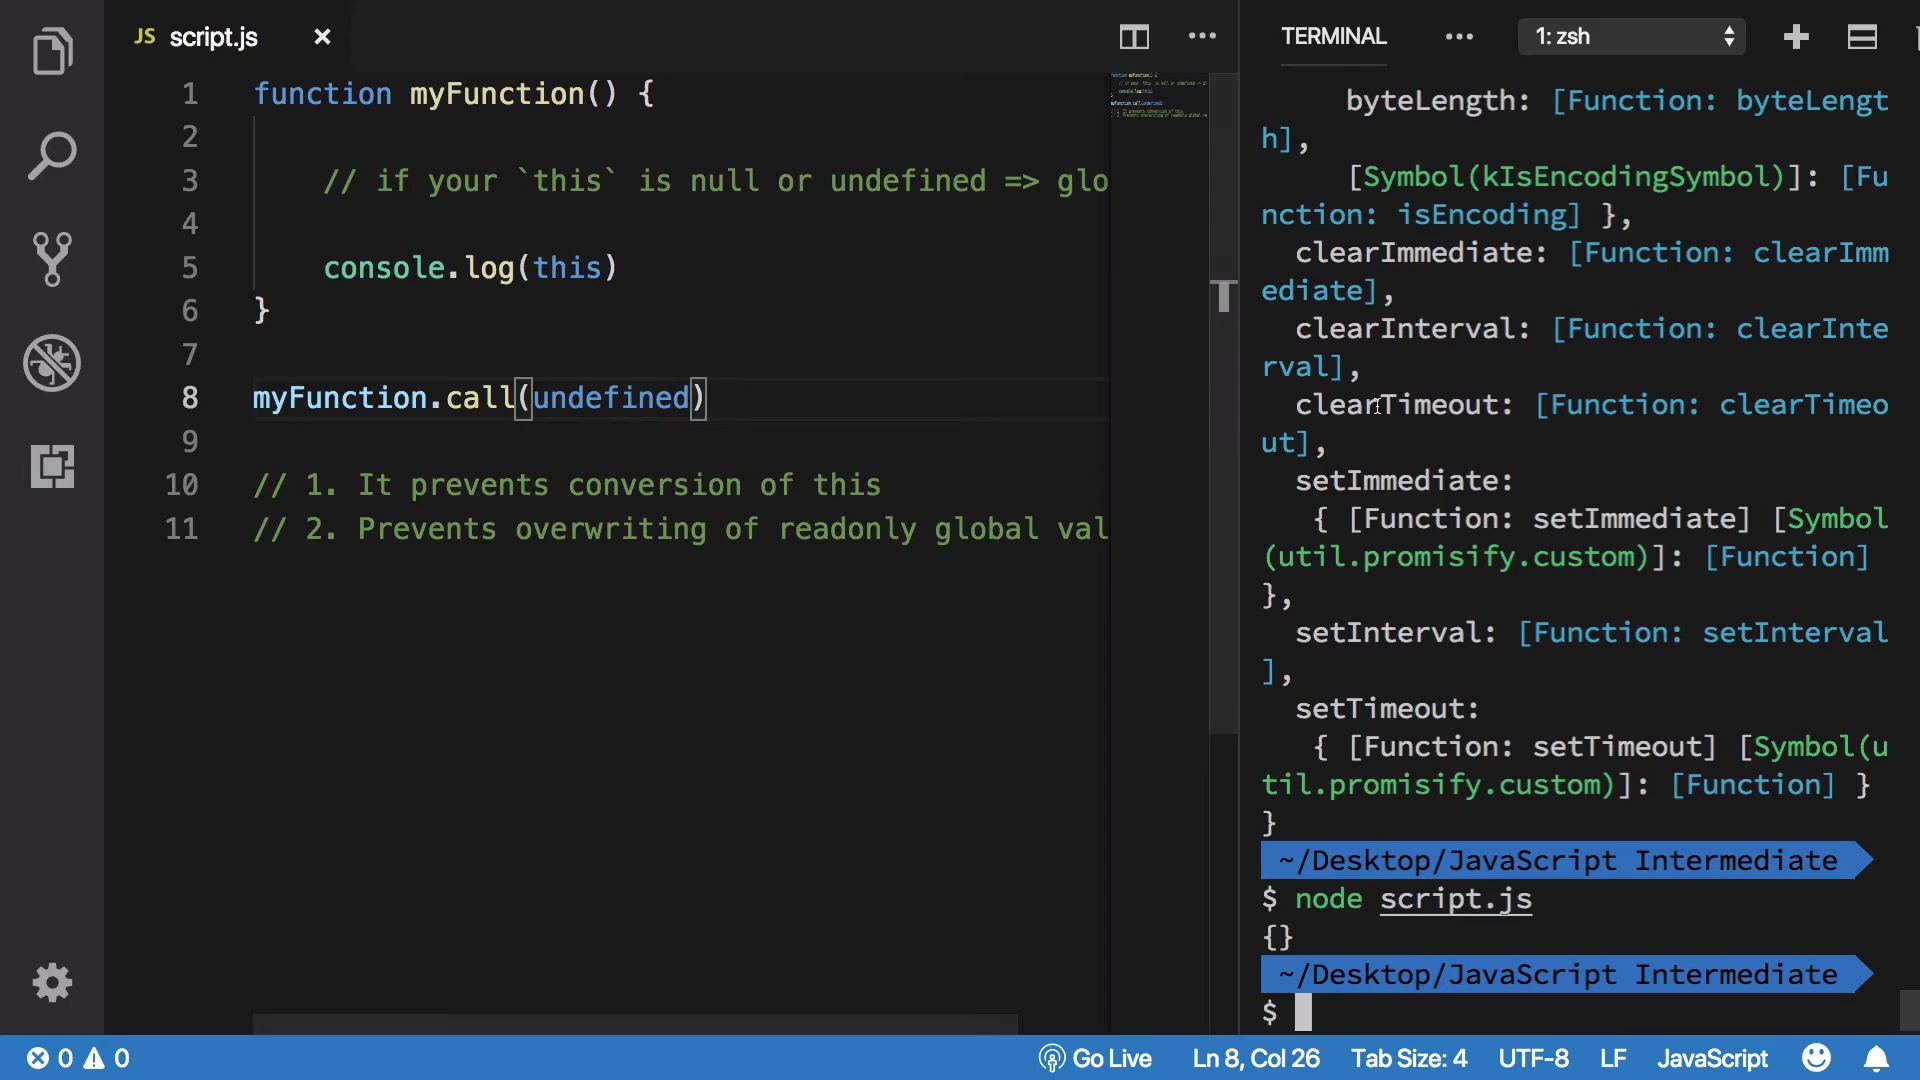 JS script.js
1 function myFunction() {
2
3 // if your `this` is null or undefined => glo
4
5 console.log(this)
6 }
7
8 myFunction.call(undefined)
9
10 // 1. It prevents conversion of this
11 // 2. Prevents overwriting of readonly global val
TERMINAL
1: zsh
byteLength: [Function: byteLengt
h],
[Symbol(kIsEncodingSymbol)]: [Fu
nction: isEncoding] },
clearImmediate: [Function: clearImm
ediate],
clearInterval: [Function: clearInte
rval],
clearTimeout: [Function: clearTimeo
ut],
setImmediate:
{ [Function: setImmediate] [Symbol
(util.promisify.custom)]: [Function]
},
setInterval: [Function: setInterval
],
setTimeout:
{ [Function: setTimeout] [Symbol(u
til.promisify.custom)]: [Function] }
}
~/Desktop/JavaScript Intermediate
$ node script.js
{}
~/Desktop/JavaScript Intermediate
$
0 0 Go Live Ln 8, Col 26 Tab Size: 4 UTF-8 LF JavaScript